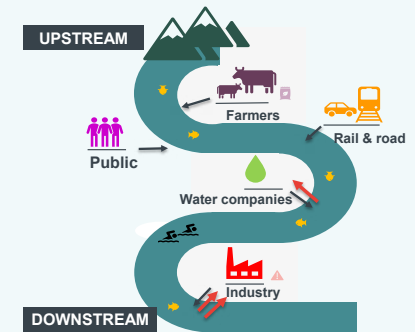 UPSTREAM
Farmers
Rail & road
Public
Water companies
Industry
DOWNSTREAM